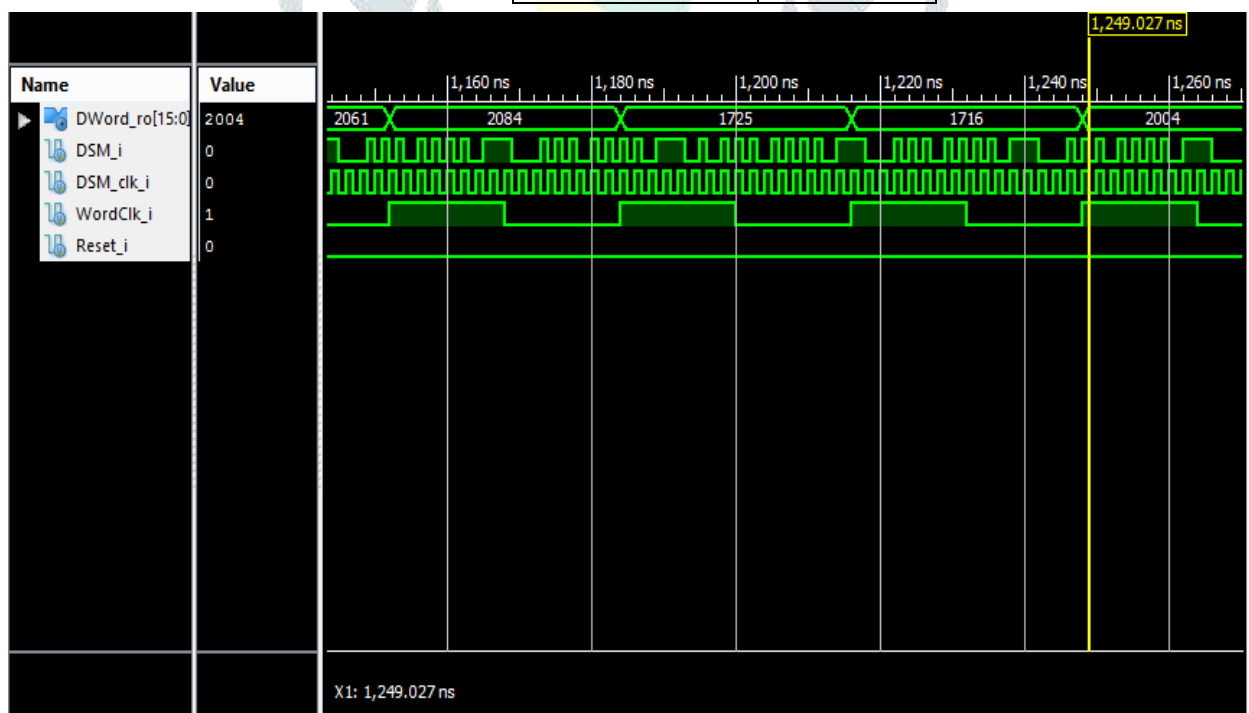 1,249.027 ns
Name Value 1,160 ns 1,180 ns 1,200 ns 1,220 ns 1,240 ns 1,260 ns
DWord_ro[15:0] 2004 2061 2084 1725 1716 2004
DSM_i 0
DSM_clk_i 0
WordClk_i 1
Reset_i 0
X1: 1,249.027 ns